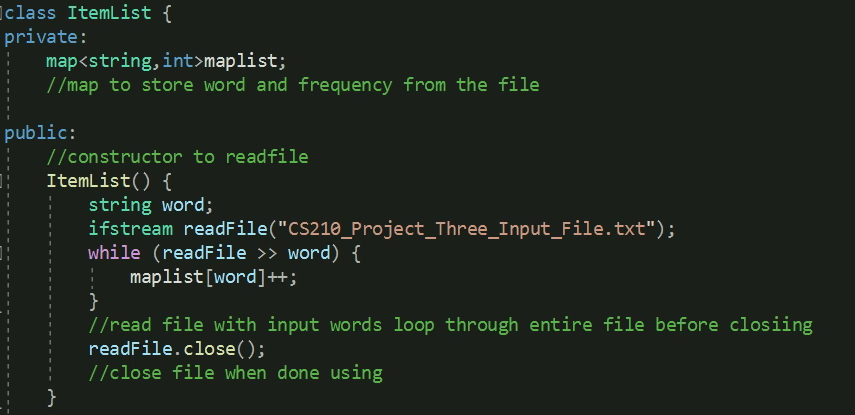 class ItemList {
private:
map<string,int>maplist;
//map to store word and frequency from the file
public:
//constructor to readfile
ItemList() {
string word;
ifstream readFile("CS210_Project_Three_Input_File.txt");
while (readFile >> word) {
maplist[word]++;
}
//read file with input words loop through entire file before closiing
readFile.close();
//close file when done using
}